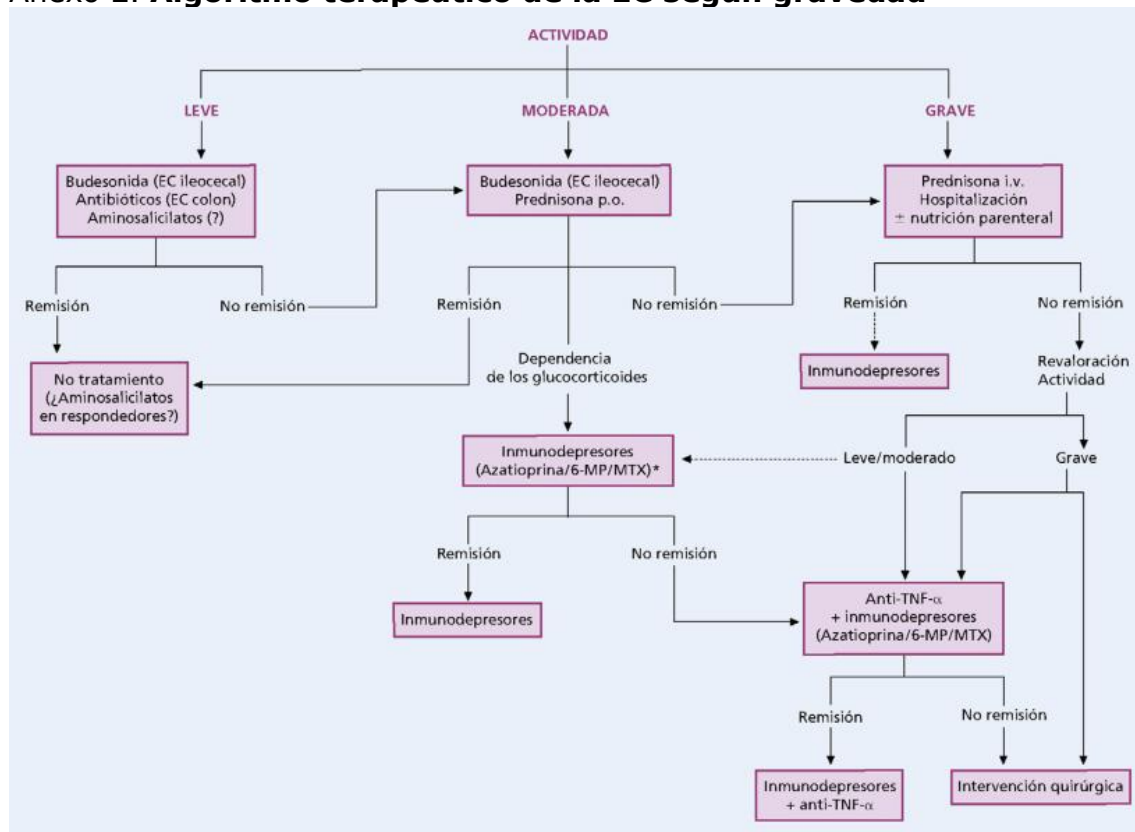 Anexo 2. Algoritmo terapéutico de la EC según gravedad
ACTIVIDAD
LEVE
MODERADA
GRAVE
Budesonida (EC ileocecal)
Antibióticos (EC colon)
Aminosalicilatos (?)
Budesonida (EC ileocecal)
Prednisona p.o.
Prednisona i.v.
Hospitalización
± nutrición parenteral
Remisión
No remisión
Remisión
No remisión
Remisión
No remisión
No tratamiento
(¿Aminosalicilatos
en respondedores?)
Dependencia
de los glucocorticoides
Inmunodepresores
Revaloración
Actividad
Inmunodepresores
(Azatioprina/6-MP/MTX)*
Leve/moderado
Grave
Remisión
No remisión
Inmunodepresores
Anti-TNF-α
+ inmunodepresores
(Azatioprina/6-MP/MTX)
Remisión
No remisión
Inmunodepresores
+ anti-TNF-α
Intervención quirúrgica